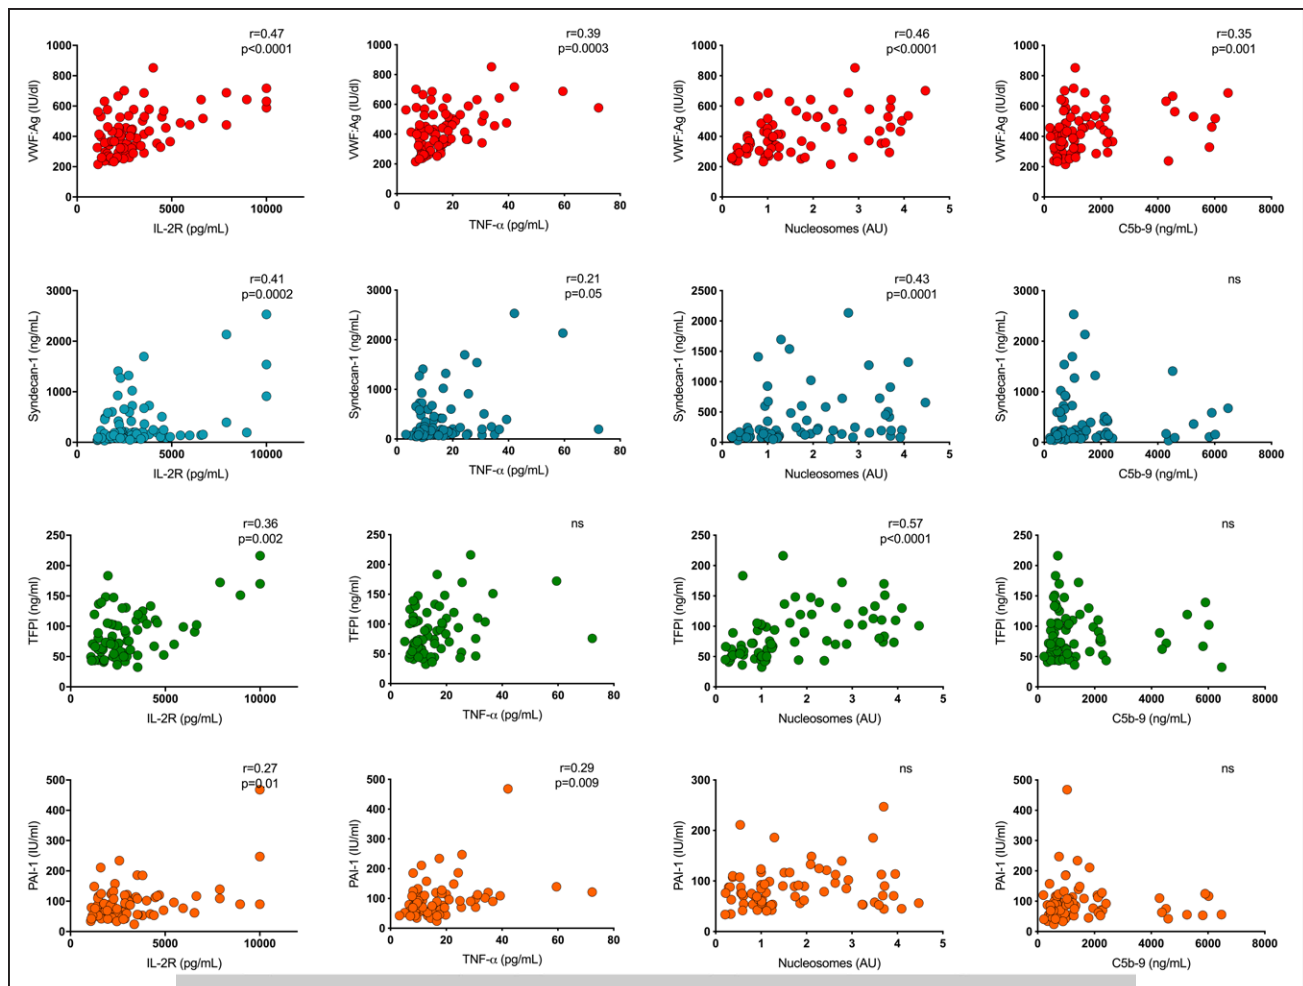 r=0.47
p<0.0001
1000
800
600
400
200
0
VWF:Ag (IU/dl)
0
5000
10000
IL-2R (pg/mL)
r=0.39
p=0.0003
1000
800
600
400
200
0
VWF:Ag (IU/dl)
0
20
40
60
80
TNF-α (pg/mL)
r=0.46
p<0.0001
1000
800
600
400
200
0
VWF:Ag (IU/dl)
0
1
2
3
4
5
Nucleosomes (AU)
r=0.35
p=0.001
1000
800
600
400
200
0
VWF:Ag (IU/dl)
0
2000
4000
6000
8000
C5b-9 (ng/mL)
r=0.41
p=0.0002
3000
2000
1000
0
Syndecan-1 (ng/mL)
0
5000
10000
IL-2R (pg/mL)
r=0.21
p=0.05
3000
2000
1000
0
Syndecan-1 (ng/mL)
0
20
40
60
80
TNF-α (pg/mL)
r=0.43
p=0.0001
2500
2000
1500
1000
500
0
Syndecan-1 (ng/mL)
0
1
2
3
4
5
Nucleosomes (AU)
ns
3000
2000
1000
0
Syndecan-1 (ng/mL)
0
2000
4000
6000
8000
C5b-9 (ng/mL)
r=0.36
p=0.002
250
200
150
100
50
0
TFPI (ng/ml)
0
5000
10000
IL-2R (pg/mL)
ns
250
200
150
100
50
0
TFPI (ng/ml)
0
20
40
60
80
TNF-α (pg/mL)
r=0.57
p<0.0001
250
200
150
100
50
0
TFPI (ng/ml)
0
1
2
3
4
5
Nucleosomes (AU)
ns
250
200
150
100
50
0
TFPI (ng/ml)
0
2000
4000
6000
8000
C5b-9 (ng/mL)
r=0.27
p=0.01
500
400
300
200
100
0
PAI-1 (IU/ml)
0
5000
10000
IL-2R (pg/mL)
r=0.29
p=0.009
500
400
300
200
100
0
PAI-1 (IU/ml)
0
20
40
60
80
TNF-α (pg/mL)
ns
300
200
100
0
PAI-1 (IU/ml)
0
1
2
3
4
5
Nucleosomes (AU)
ns
500
400
300
200
100
0
PAI-1 (IU/ml)
0
2000
4000
6000
8000
C5b-9 (ng/mL)